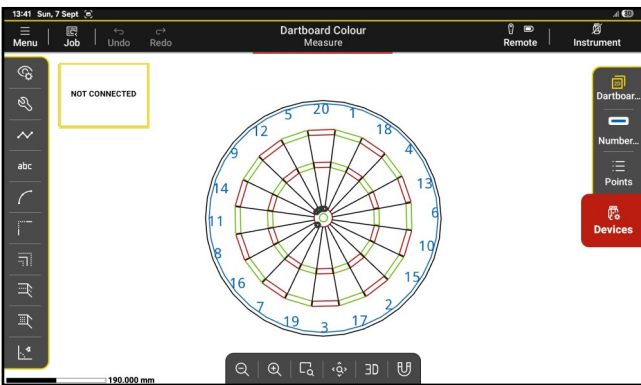 13:41 Sun, 7 Sept
Menu
Job
Undo
Redo
Dartboard Colour
Measure
Remote
Instrument
NOT CONNECTED
abc
Dartboar...
Number...
Points
Devices
20
1
18
4
13
6
10
15
2
17
3
19
7
16
8
11
14
9
12
5
3D
190.000 mm